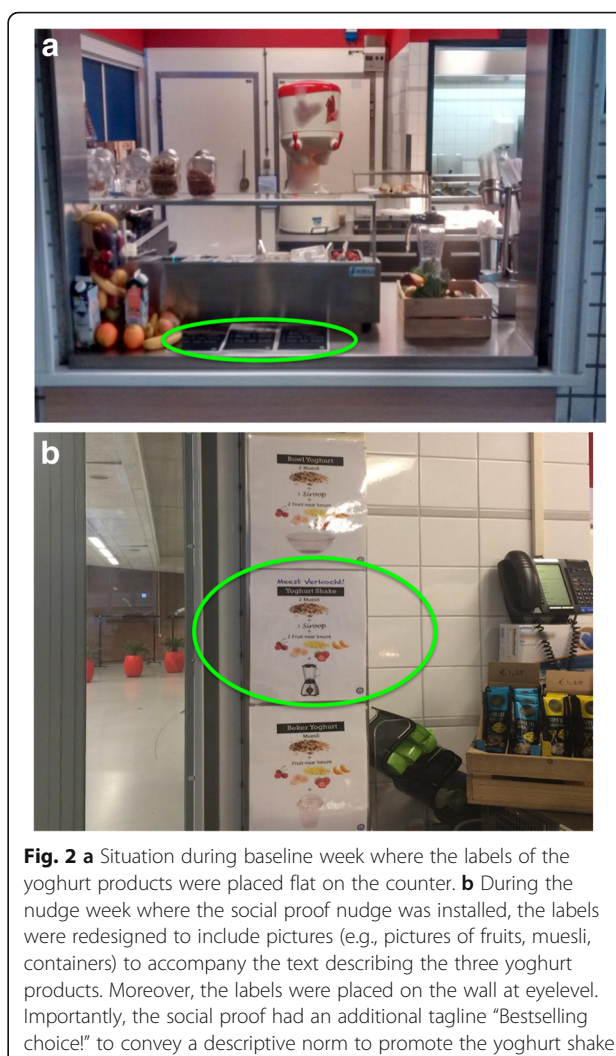 a
b
Bowl Yoghurt
2 Muesli
+
1 Siroop
+
2 Fruit naar keuze
Meest Verkocht!
Yoghurt Shake
2 Muesli
+
1 Siroop
+
2 Fruit naar keuze
Beker Yoghurt
Muesli
+
Fruit naar keuze
Fig. 2 a Situation during baseline week where the labels of the
yoghurt products were placed flat on the counter. b During the
nudge week where the social proof nudge was installed, the labels
were redesigned to include pictures (e.g., pictures of fruits, muesli,
containers) to accompany the text describing the three yoghurt
products. Moreover, the labels were placed on the wall at eyelevel.
Importantly, the social proof had an additional tagline “Bestselling
choice!” to convey a descriptive norm to promote the yoghurt shake